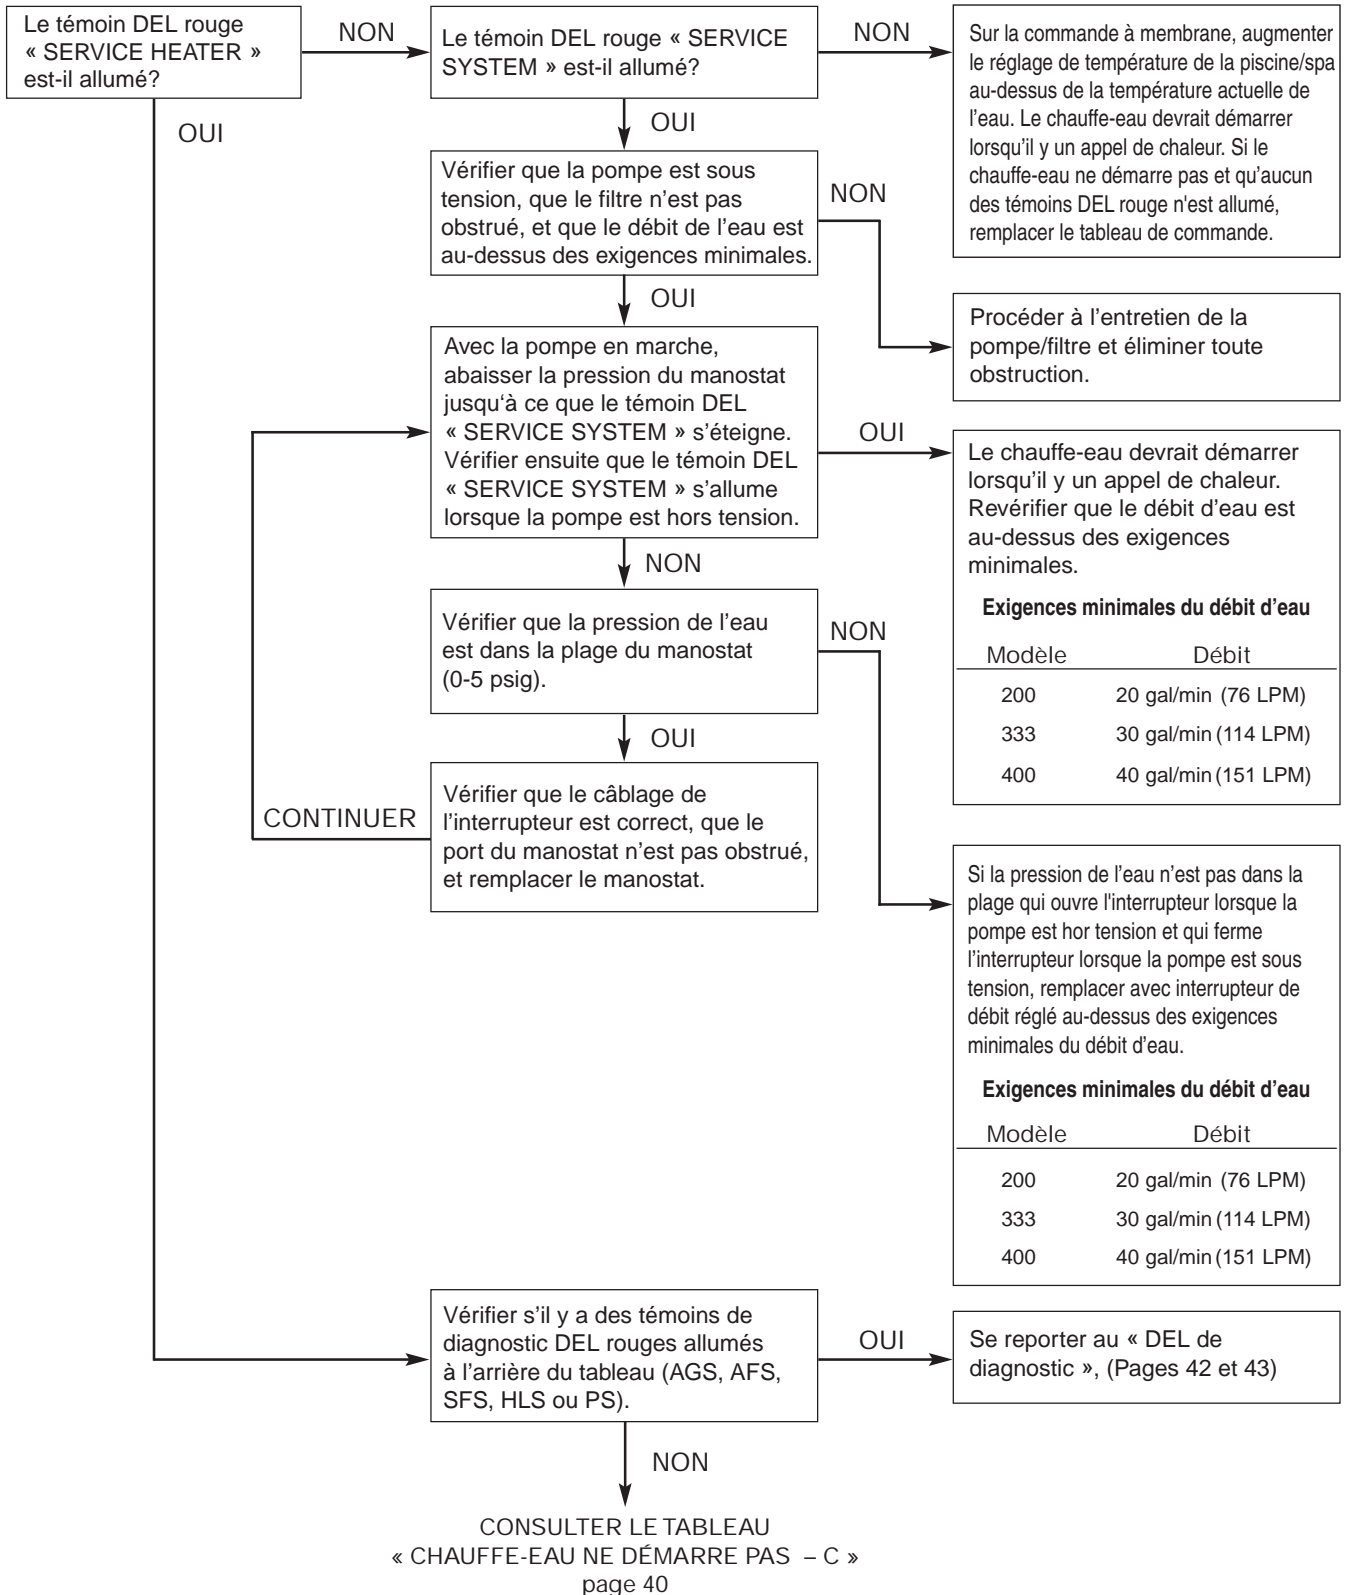 Le témoin DEL rouge
« SERVICE HEATER »
est-il allumé?
NON
Le témoin DEL rouge « SERVICE
SYSTEM » est-il allumé?
NON
Sur la commande à membrane, augmenter
le réglage de température de la piscine/spa
au-dessus de la température actuelle de
l'eau. Le chauffe-eau devrait démarrer
lorsqu'il y un appel de chaleur. Si le
chauffe-eau ne démarre pas et qu'aucun
des témoins DEL rouge n'est allumé,
remplacer le tableau de commande.
OUI
OUI
Vérifier que la pompe est sous
tension, que le filtre n'est pas
obstrué, et que le débit de l'eau est
au-dessus des exigences minimales.
NON
Procéder à l'entretien de la
pompe/filtre et éliminer toute
obstruction.
OUI
Avec la pompe en marche,
abaisser la pression du manostat
jusqu‘à ce que le témoin DEL
« SERVICE SYSTEM » s'éteigne.
Vérifier ensuite que le témoin DEL
« SERVICE SYSTEM » s'allume
lorsque la pompe est hors tension.
OUI
Le chauffe-eau devrait démarrer
lorsqu'il y un appel de chaleur.
Revérifier que le débit d'eau est
au-dessus des exigences
minimales.
Exigences minimales du débit d'eau
Modèle Débit
200 20 gal/min (76 LPM)
333 30 gal/min (114 LPM)
400 40 gal/min (151 LPM)
NON
Vérifier que la pression de l'eau
est dans la plage du manostat
(0-5 psig).
NON
OUI
Vérifier que le câblage de
l'interrupteur est correct, que le
port du manostat n'est pas obstrué,
et remplacer le manostat.
CONTINUER
Si la pression de l'eau n'est pas dans la
plage qui ouvre l'interrupteur lorsque la
pompe est hor tension et qui ferme
l'interrupteur lorsque la pompe est sous
tension, remplacer avec interrupteur de
débit réglé au-dessus des exigences
minimales du débit d'eau.
Exigences minimales du débit d'eau
Modèle Débit
200 20 gal/min (76 LPM)
333 30 gal/min (114 LPM)
400 40 gal/min (151 LPM)
Vérifier s'il y a des témoins de
diagnostic DEL rouges allumés
à l'arrière du tableau (AGS, AFS,
SFS, HLS ou PS).
OUI
Se reporter au « DEL de
diagnostic », (Pages 42 et 43)
NON
CONSULTER LE TABLEAU
« CHAUFFE-EAU NE DÉMARRE PAS – C »
page 40